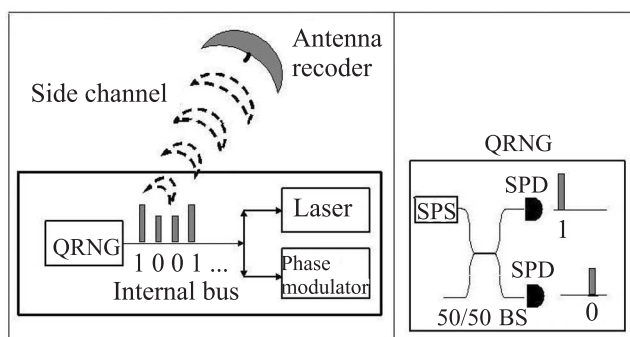 Antenna
recoder
Side channel
QRNG
1 0 0 1 ...
Internal bus
Laser
Phase
modulator
QRNG
SPS
SPD
1
SPD
0
50/50 BS